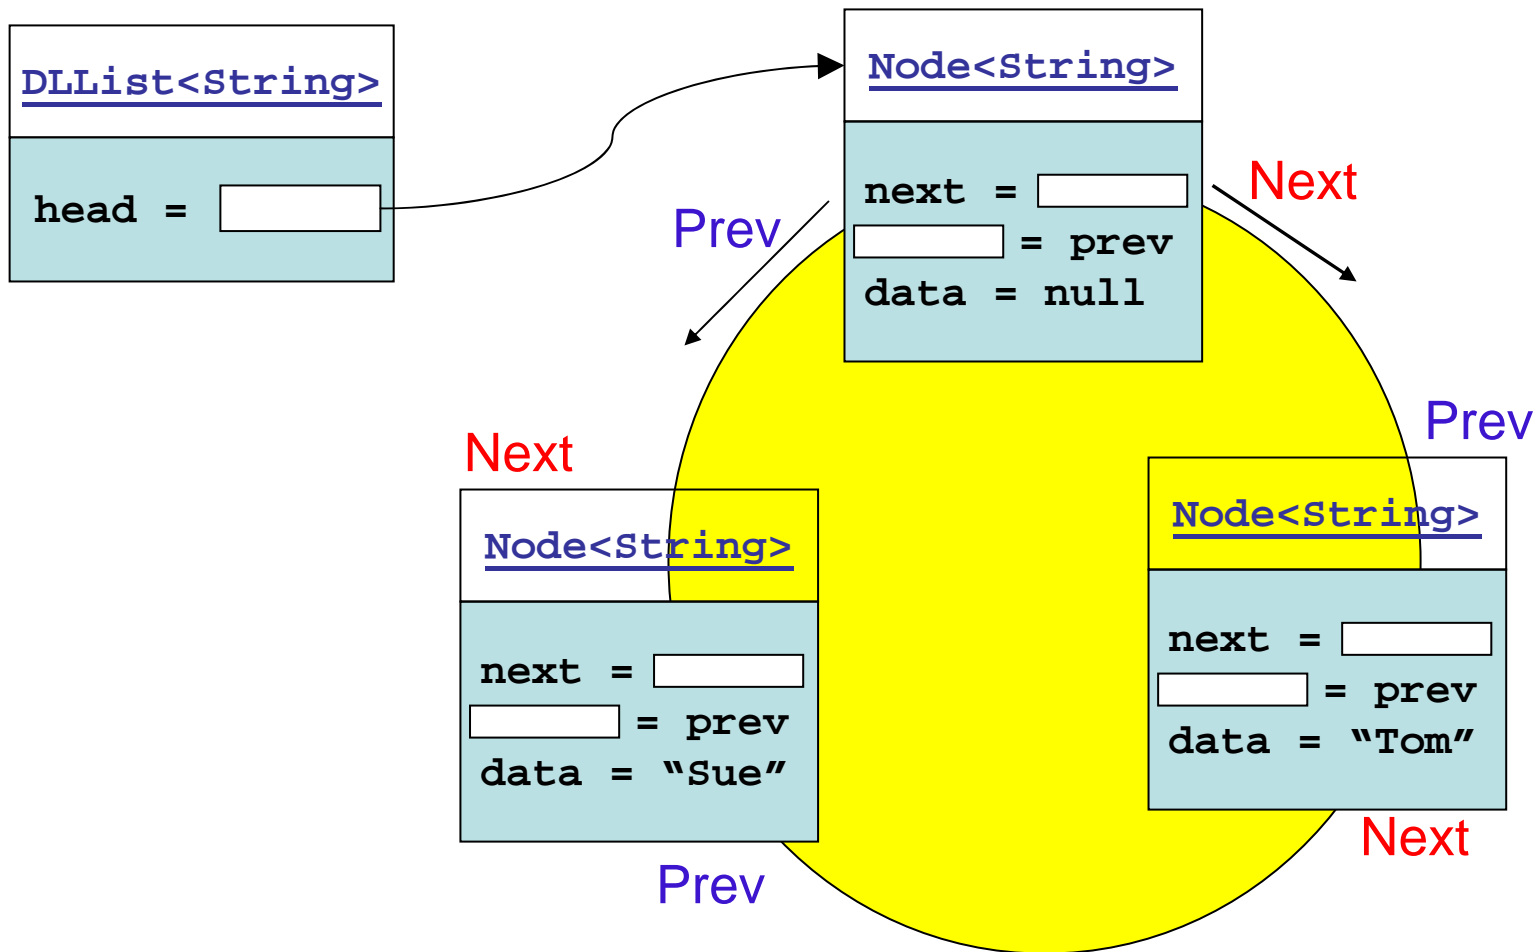 DLList<String>
head =
Node<String>
next =
= prev
data = null
Prev
Next
Next
Node<String>
next =
= prev
data = “Sue”
Prev
Prev
Node<String>
next =
= prev
data = “Tom”
Next